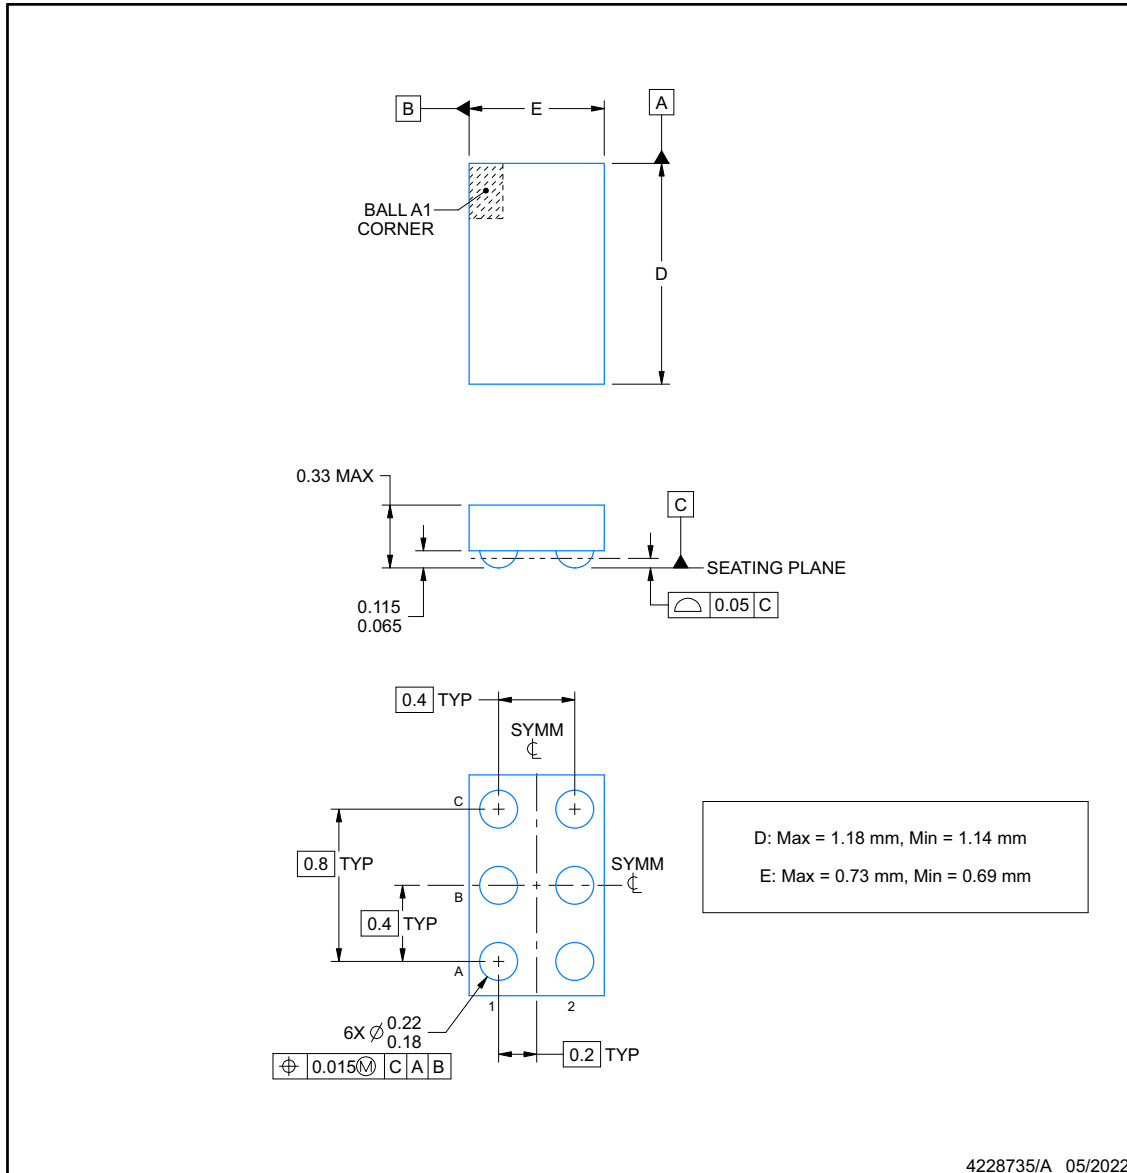 B
E
A
BALL A1
CORNER
D
0.33 MAX
C
SEATING PLANE
0.05 C
0.115
0.065
0.4 TYP
SYMM
℄
C
0.8 TYP
SYMM
℄
B
0.4 TYP
A
1 2
6X ⌀ 0.22
0.18
0.2 TYP
⌖ 0.015Ⓜ C A B
D: Max = 1.18 mm, Min = 1.14 mm
E: Max = 0.73 mm, Min = 0.69 mm
4228735/A 05/2022